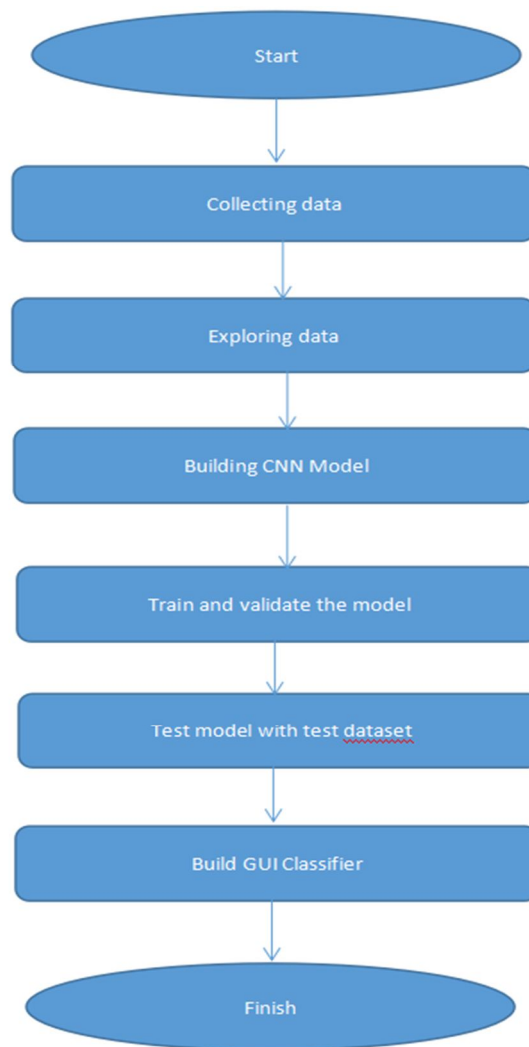 Start
Collecting data
Exploring data
Building CNN Model
Train and validate the model
Test model with test dataset
Build GUI Classifier
Finish